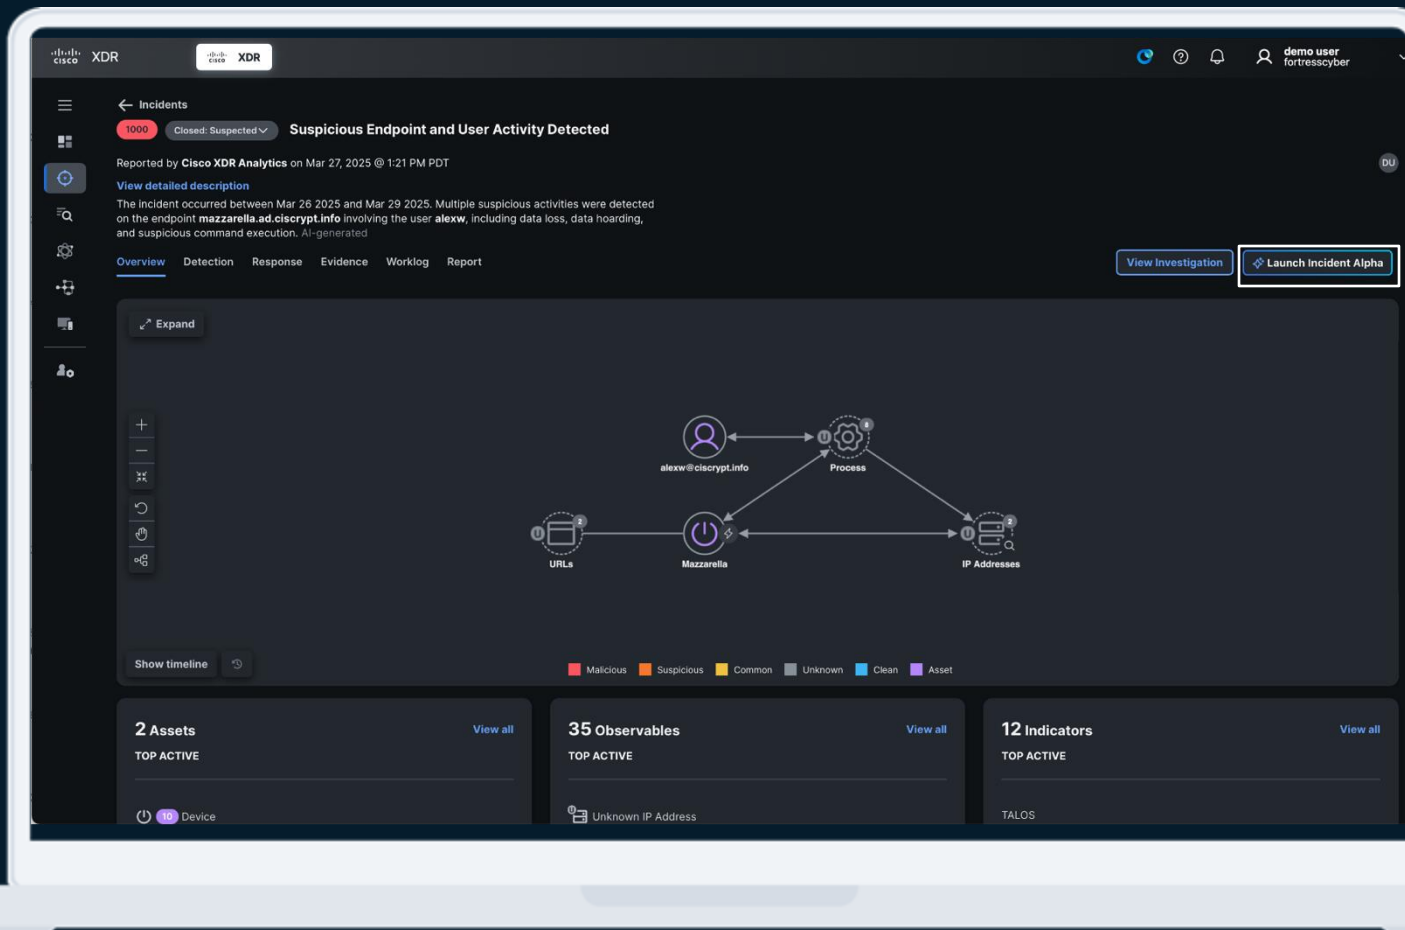 cisco XDR
cisco XDR
demo user
fortresscyber
Incidents
1000 Closed: Suspected Suspicious Endpoint and User Activity Detected
Reported by Cisco XDR Analytics on Mar 27, 2025 @ 1:21 PM PDT
DU
View detailed description
The incident occurred between Mar 26 2025 and Mar 29 2025. Multiple suspicious activities were detected
on the endpoint mazzarella.ad.ciscrypt.info involving the user alexw, including data loss, data hoarding,
and suspicious command execution. AI-generated
Overview Detection Response Evidence Worklog Report
View Investigation Launch Incident Alpha
Expand
U 8
alexw@ciscrypt.info Process
U 2 U 2
URLs Mazzarella IP Addresses
Show timeline
Malicious Suspicious Common Unknown Clean Asset
2 Assets View all
TOP ACTIVE
10 Device
35 Observables View all
TOP ACTIVE
Unknown IP Address
12 Indicators View all
TOP ACTIVE
TALOS